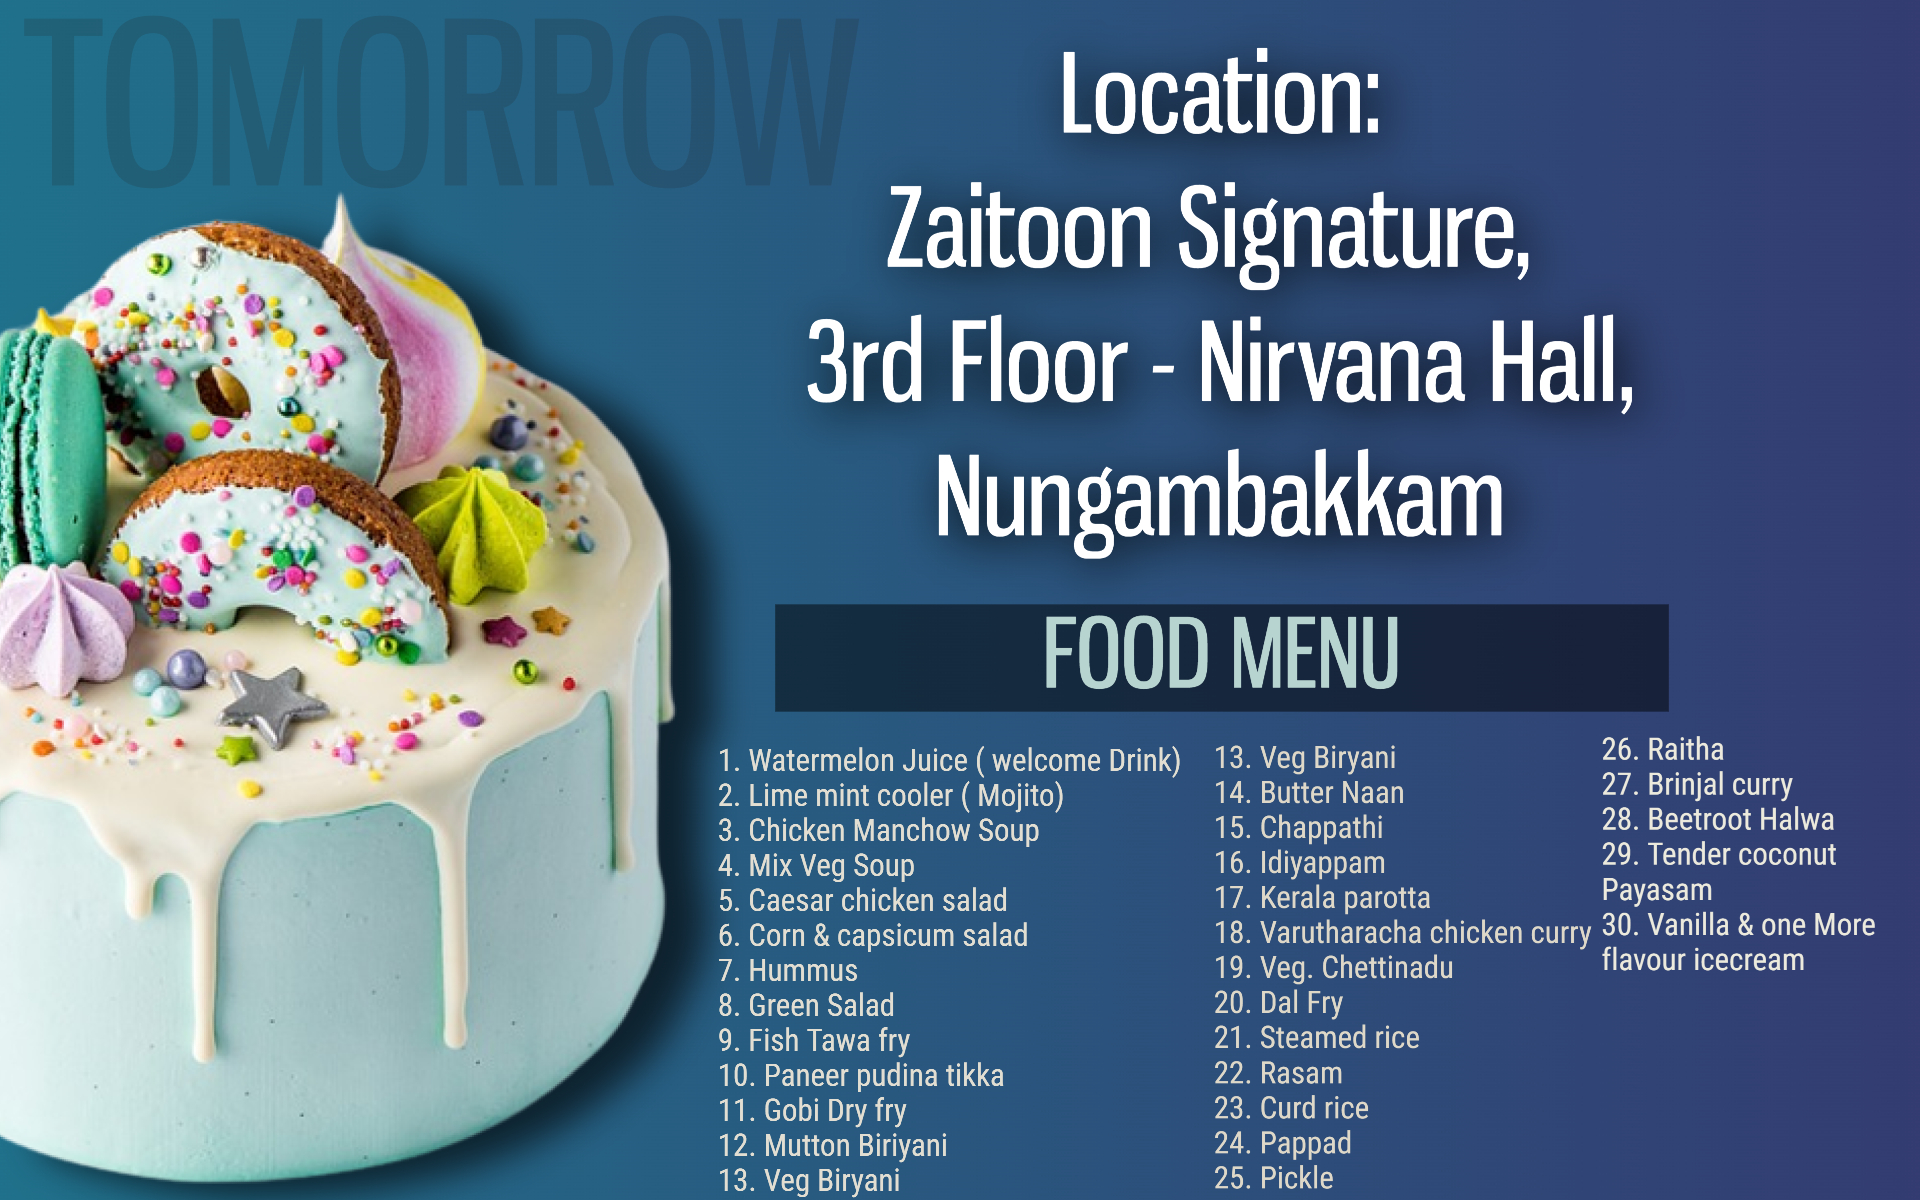 TOMORROW
Location:
Zaitoon Signature,
3rd Floor - Nirvana Hall,
Nungambakkam
FOOD MENU
1. Watermelon Juice ( welcome Drink)
2. Lime mint cooler ( Mojito)
3. Chicken Manchow Soup
4. Mix Veg Soup
5. Caesar chicken salad
6. Corn & capsicum salad
7. Hummus
8. Green Salad
9. Fish Tawa fry
10. Paneer pudina tikka
11. Gobi Dry fry
12. Mutton Biriyani
13. Veg Biryani
13. Veg Biryani
14. Butter Naan
15. Chappathi
16. Idiyappam
17. Kerala parotta
18. Varutharacha chicken curry
19. Veg. Chettinadu
20. Dal Fry
21. Steamed rice
22. Rasam
23. Curd rice
24. Pappad
25. Pickle
26. Raitha
27. Brinjal curry
28. Beetroot Halwa
29. Tender coconut
Payasam
30. Vanilla & one More
flavour icecream